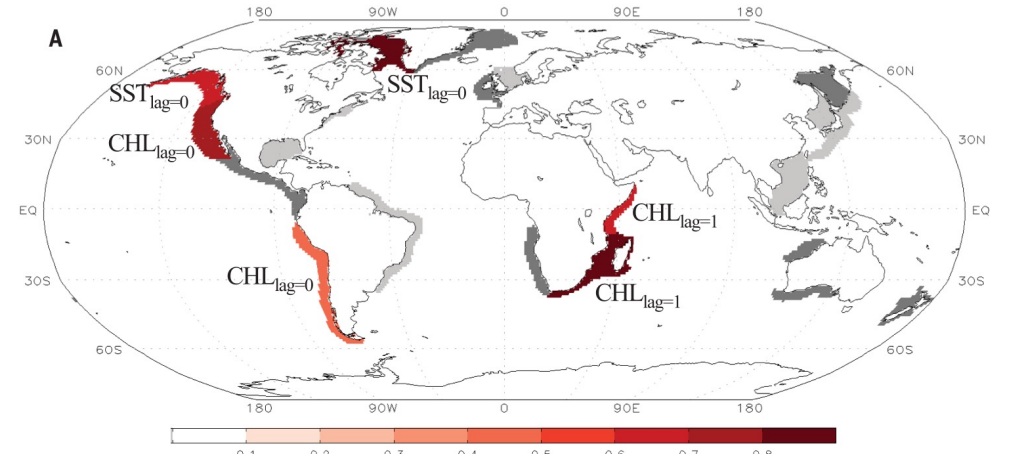 A
180 90W 0 90E 180
60N 60N
SST lag=0
SST lag=0
30N 30N
CHL lag=0
EQ EQ
CHL lag=1
CHL lag=0
30S 30S
CHL lag=1
60S 60S
180 90W 0 90E 180